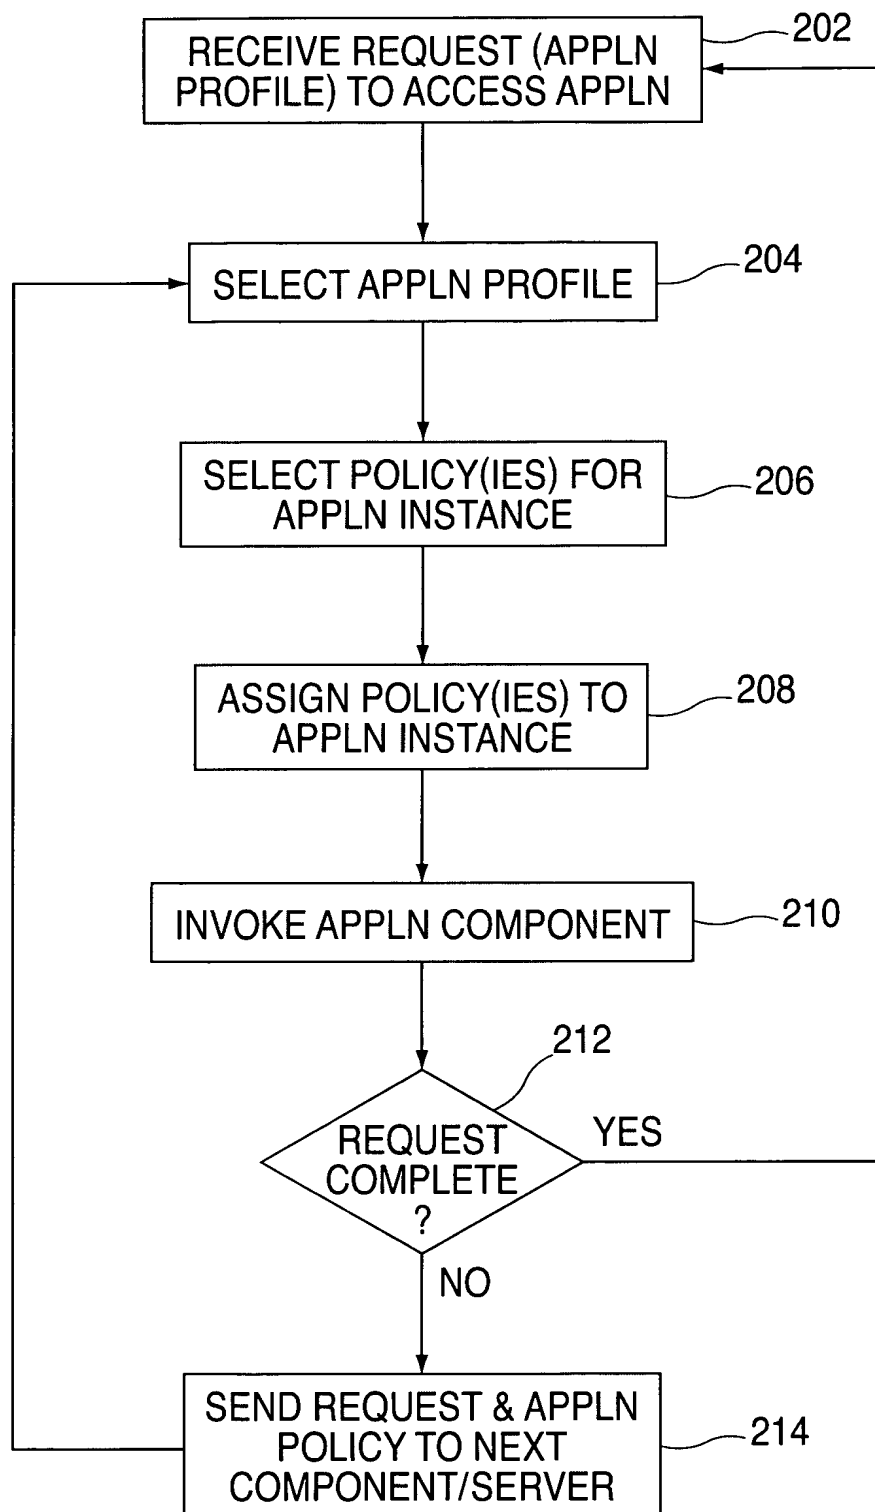 RECEIVE REQUEST (APPLN
PROFILE) TO ACCESS APPLN
202
SELECT APPLN PROFILE
204
SELECT POLICY(IES) FOR
APPLN INSTANCE
206
ASSIGN POLICY(IES) TO
APPLN INSTANCE
208
INVOKE APPLN COMPONENT
210
212
REQUEST
COMPLETE
?
YES
NO
SEND REQUEST & APPLN
POLICY TO NEXT
COMPONENT/SERVER
214